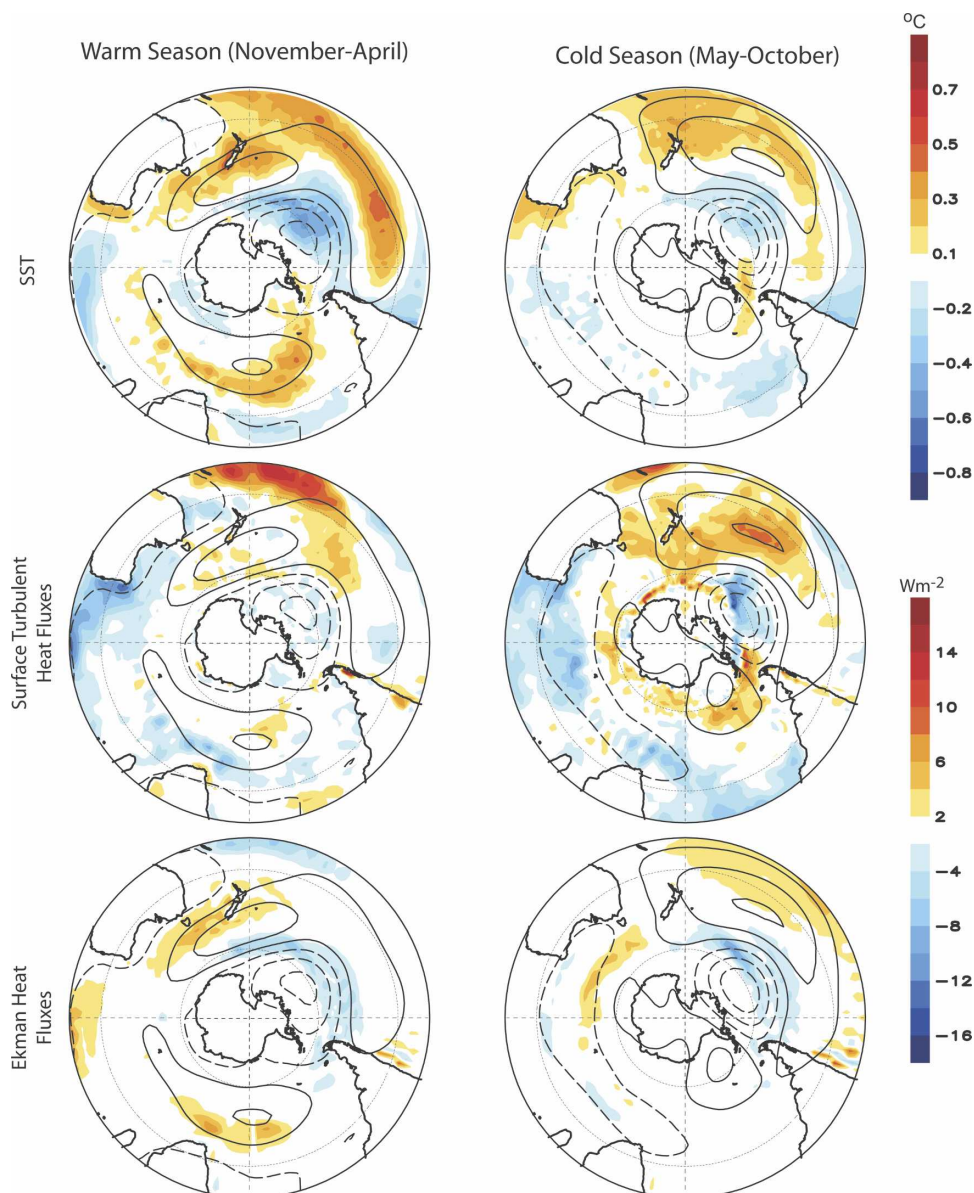 Warm Season (November-April)
Cold Season (May-October)
SST
Surface Turbulent
Heat Fluxes
Ekman Heat
Fluxes
°C
0.7
0.5
0.3
0.1
-0.2
-0.4
-0.6
-0.8
Wm-2
14
10
6
2
-4
-8
-12
-16